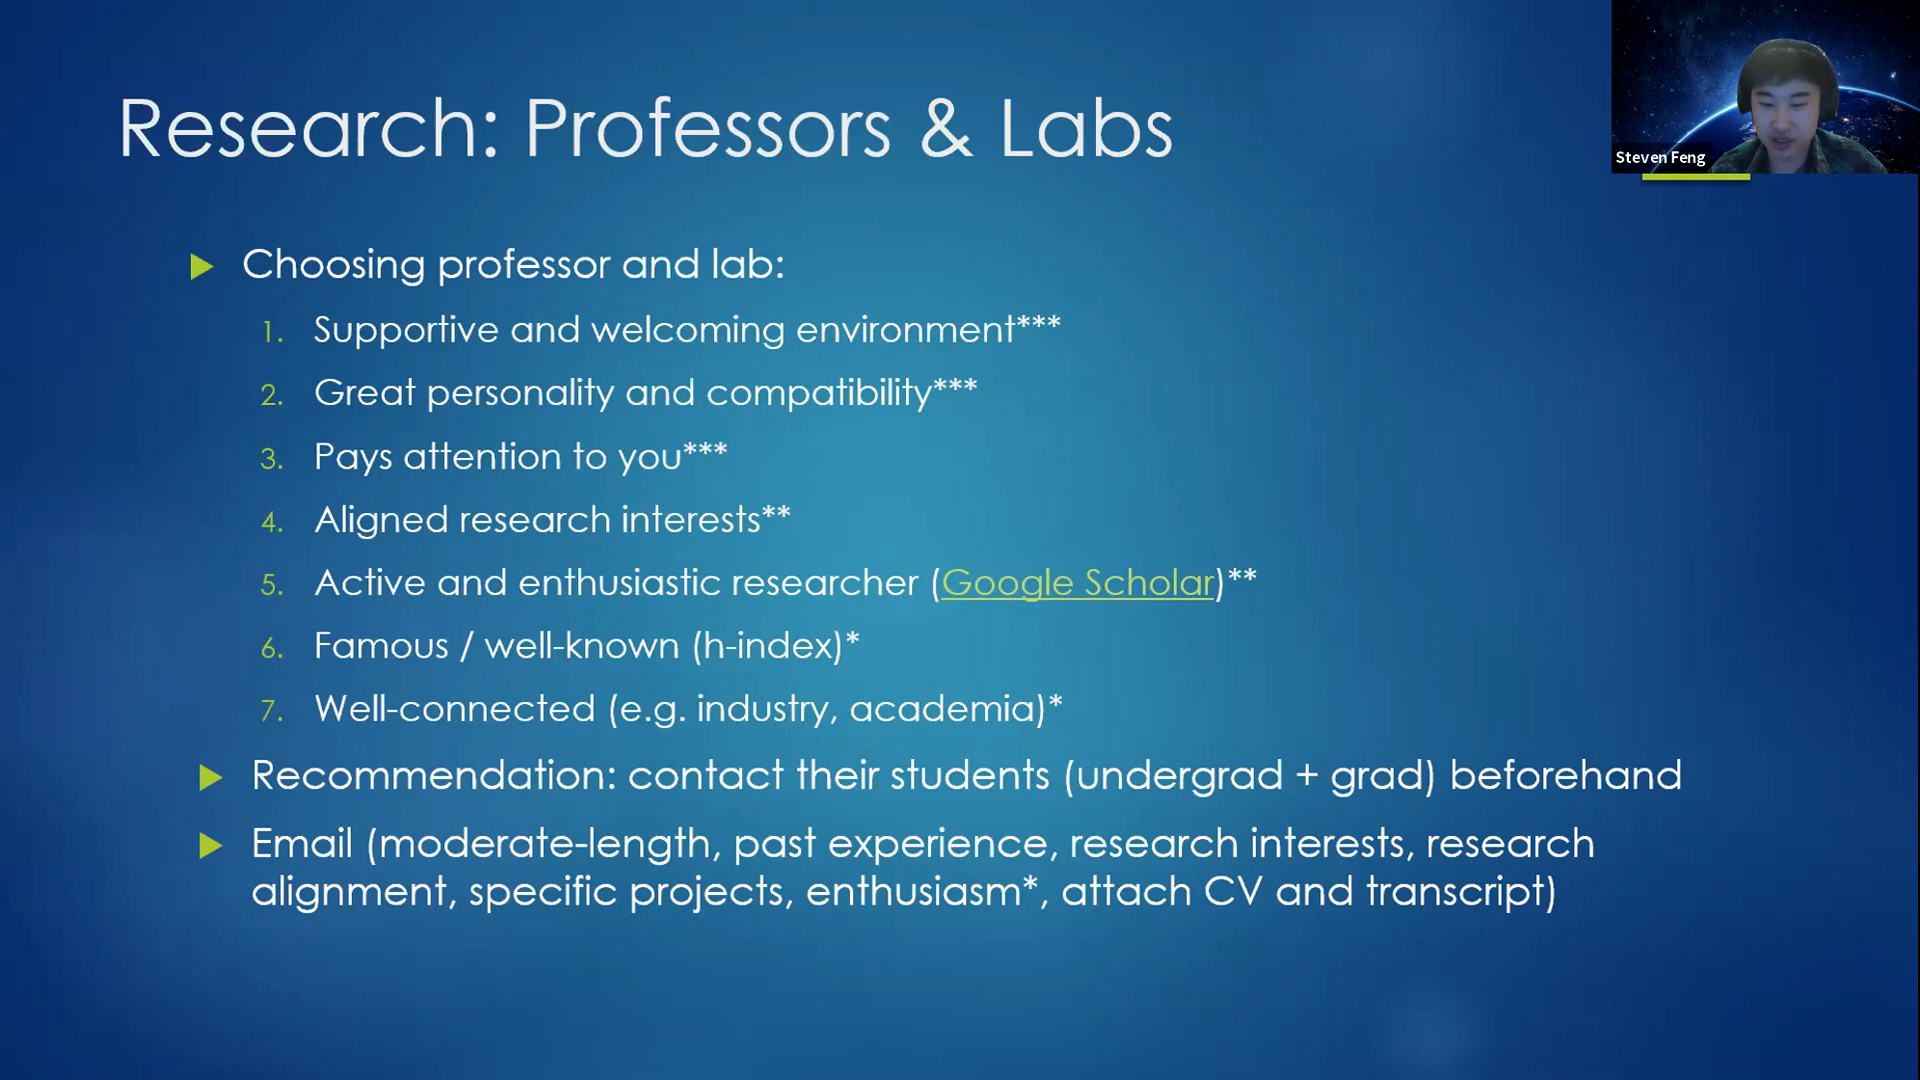 Research: Professors & Labs
Steven Feng
Choosing professor and lab:
1. Supportive and welcoming environment***
2. Great personality and compatibility***
3. Pays attention to you***
4. Aligned research interests**
5. Active and enthusiastic researcher (Google Scholar)**
6. Famous / well-known (h-index)*
7. Well-connected (e.g. industry, academia)*
Recommendation: contact their students (undergrad + grad) beforehand
Email (moderate-length, past experience, research interests, research
alignment, specific projects, enthusiasm*, attach CV and transcript)